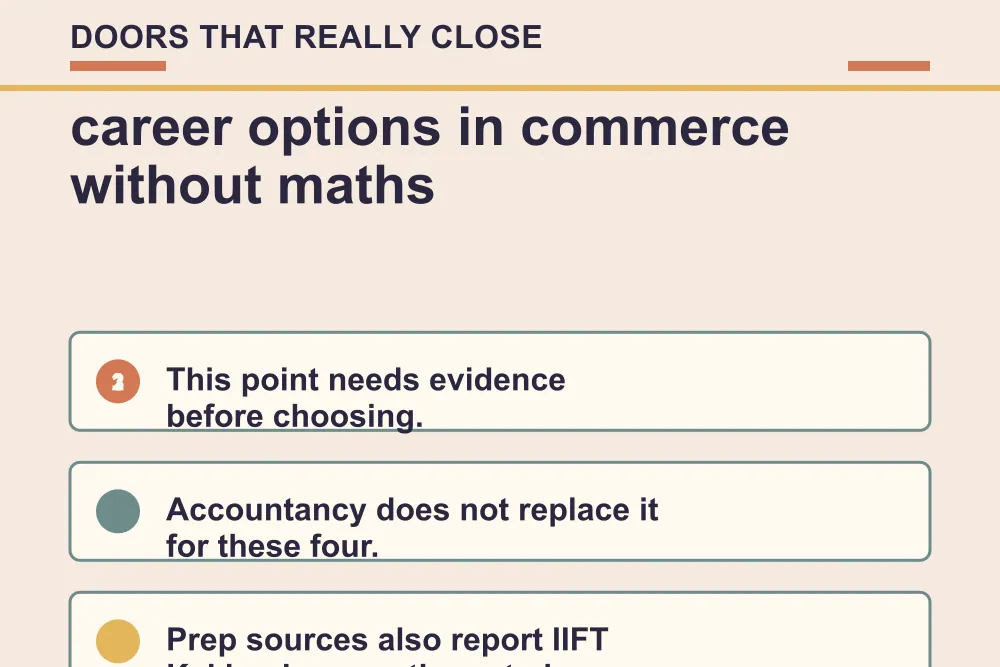 DOORS THAT REALLY CLOSE
career options in commerce
without maths
This point needs evidence
before choosing.
Accountancy does not replace it
for these four.
Prep sources also report IIFT